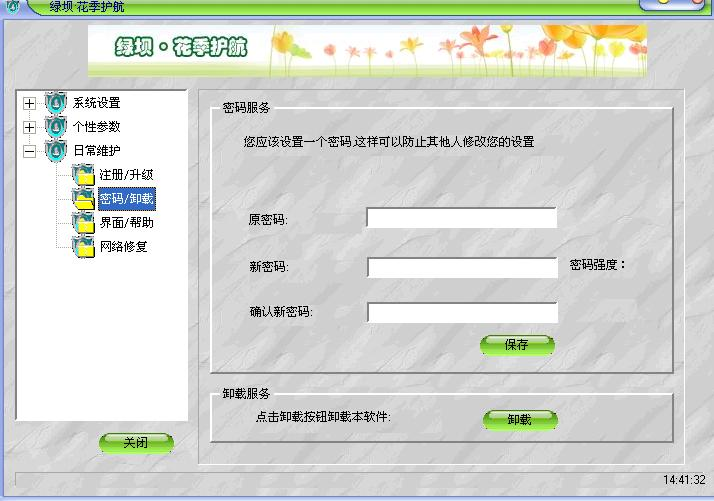 绿坝·花季护航
绿坝·花季护航
系统设置
个性参数
日常维护
注册/升级
密码/卸载
界面/帮助
网络修复
关闭
密码服务
您应该设置一个密码,这样可以防止其他人修改您的设置
原密码:
新密码:
密码强度：
确认新密码:
保存
卸载服务
点击卸载按钮卸载本软件:
卸载
14:41:32